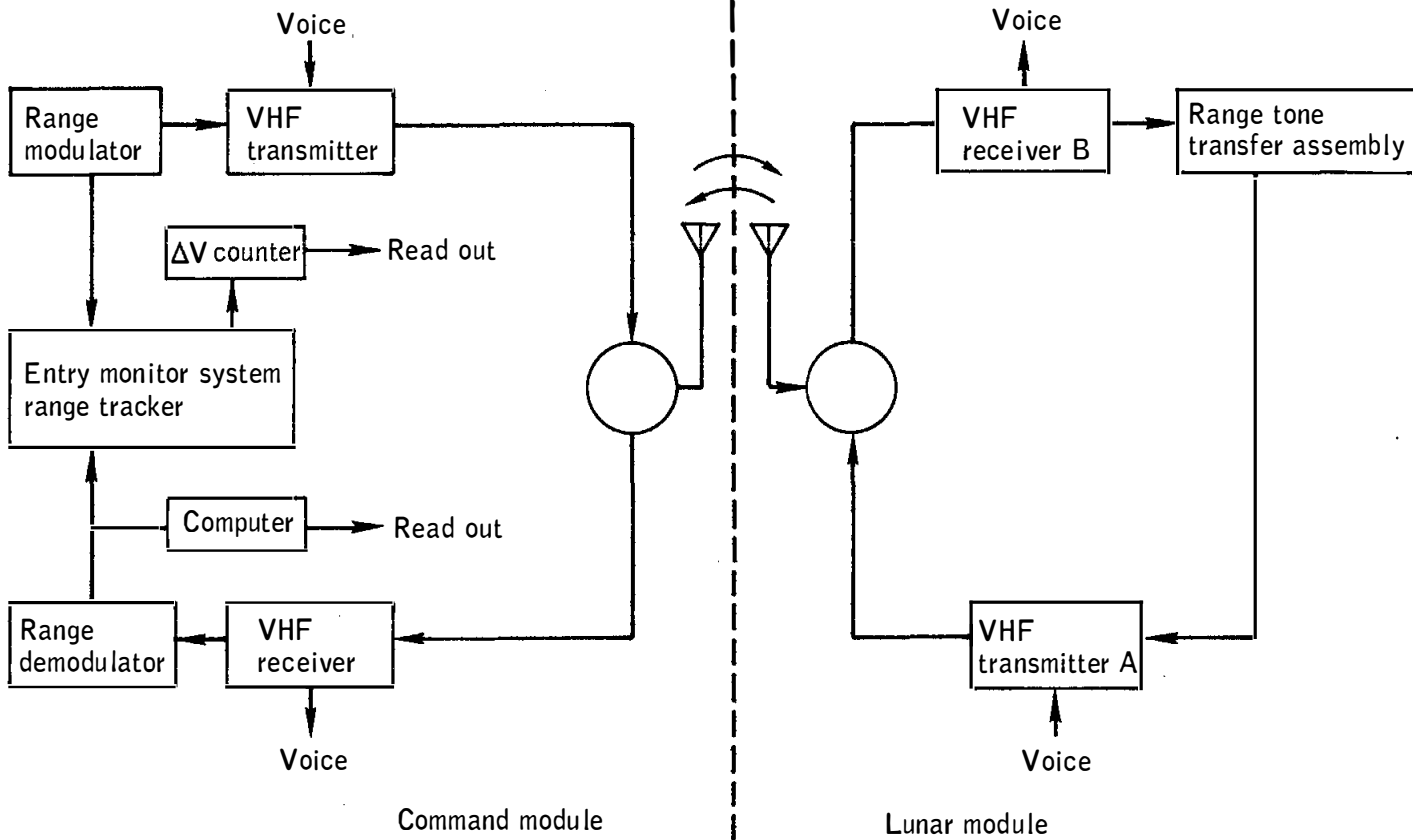 Voice
Range
modulator
VHF
transmitter
ΔV counter
Read out
Entry monitor system
range tracker
Computer
Read out
Range
demodulator
VHF
receiver
Voice
Command module
Voice
VHF
receiver B
Range tone
transfer assembly
VHF
transmitter A
Voice
Lunar module